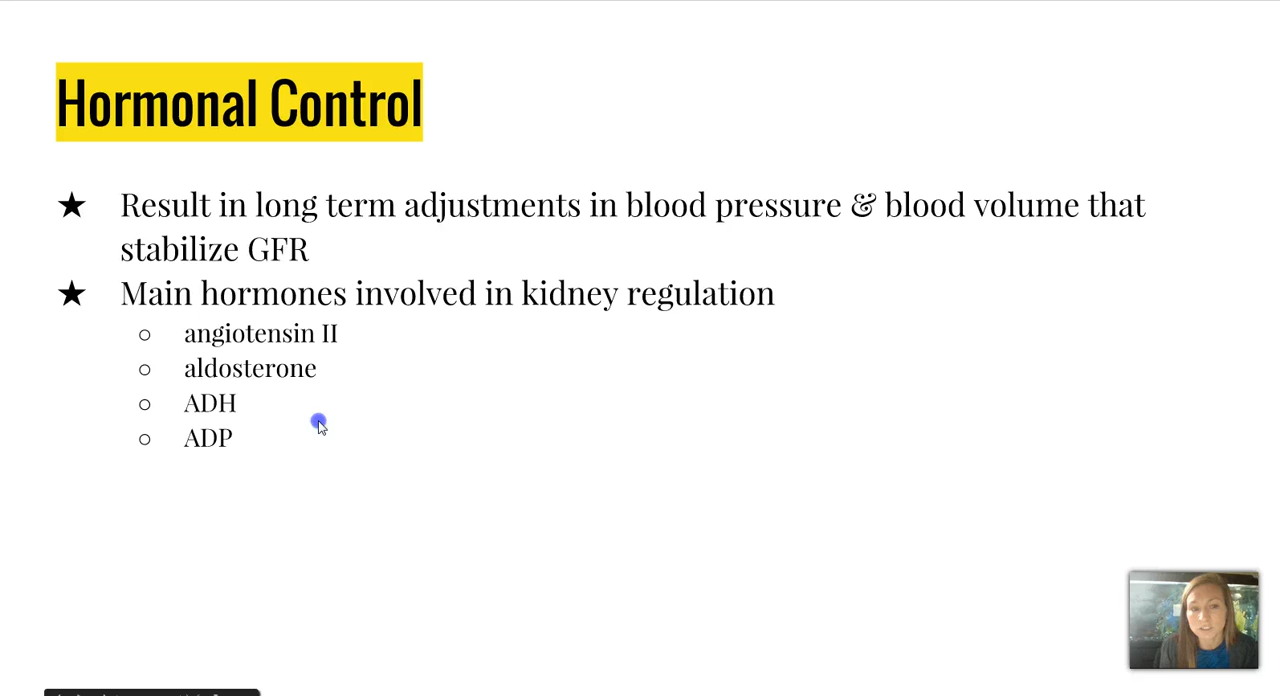 Hormonal Control
★ Result in long term adjustments in blood pressure & blood volume that
stabilize GFR
★ Main hormones involved in kidney regulation
○ angiotensin II
○ aldosterone
○ ADH
○ ADP